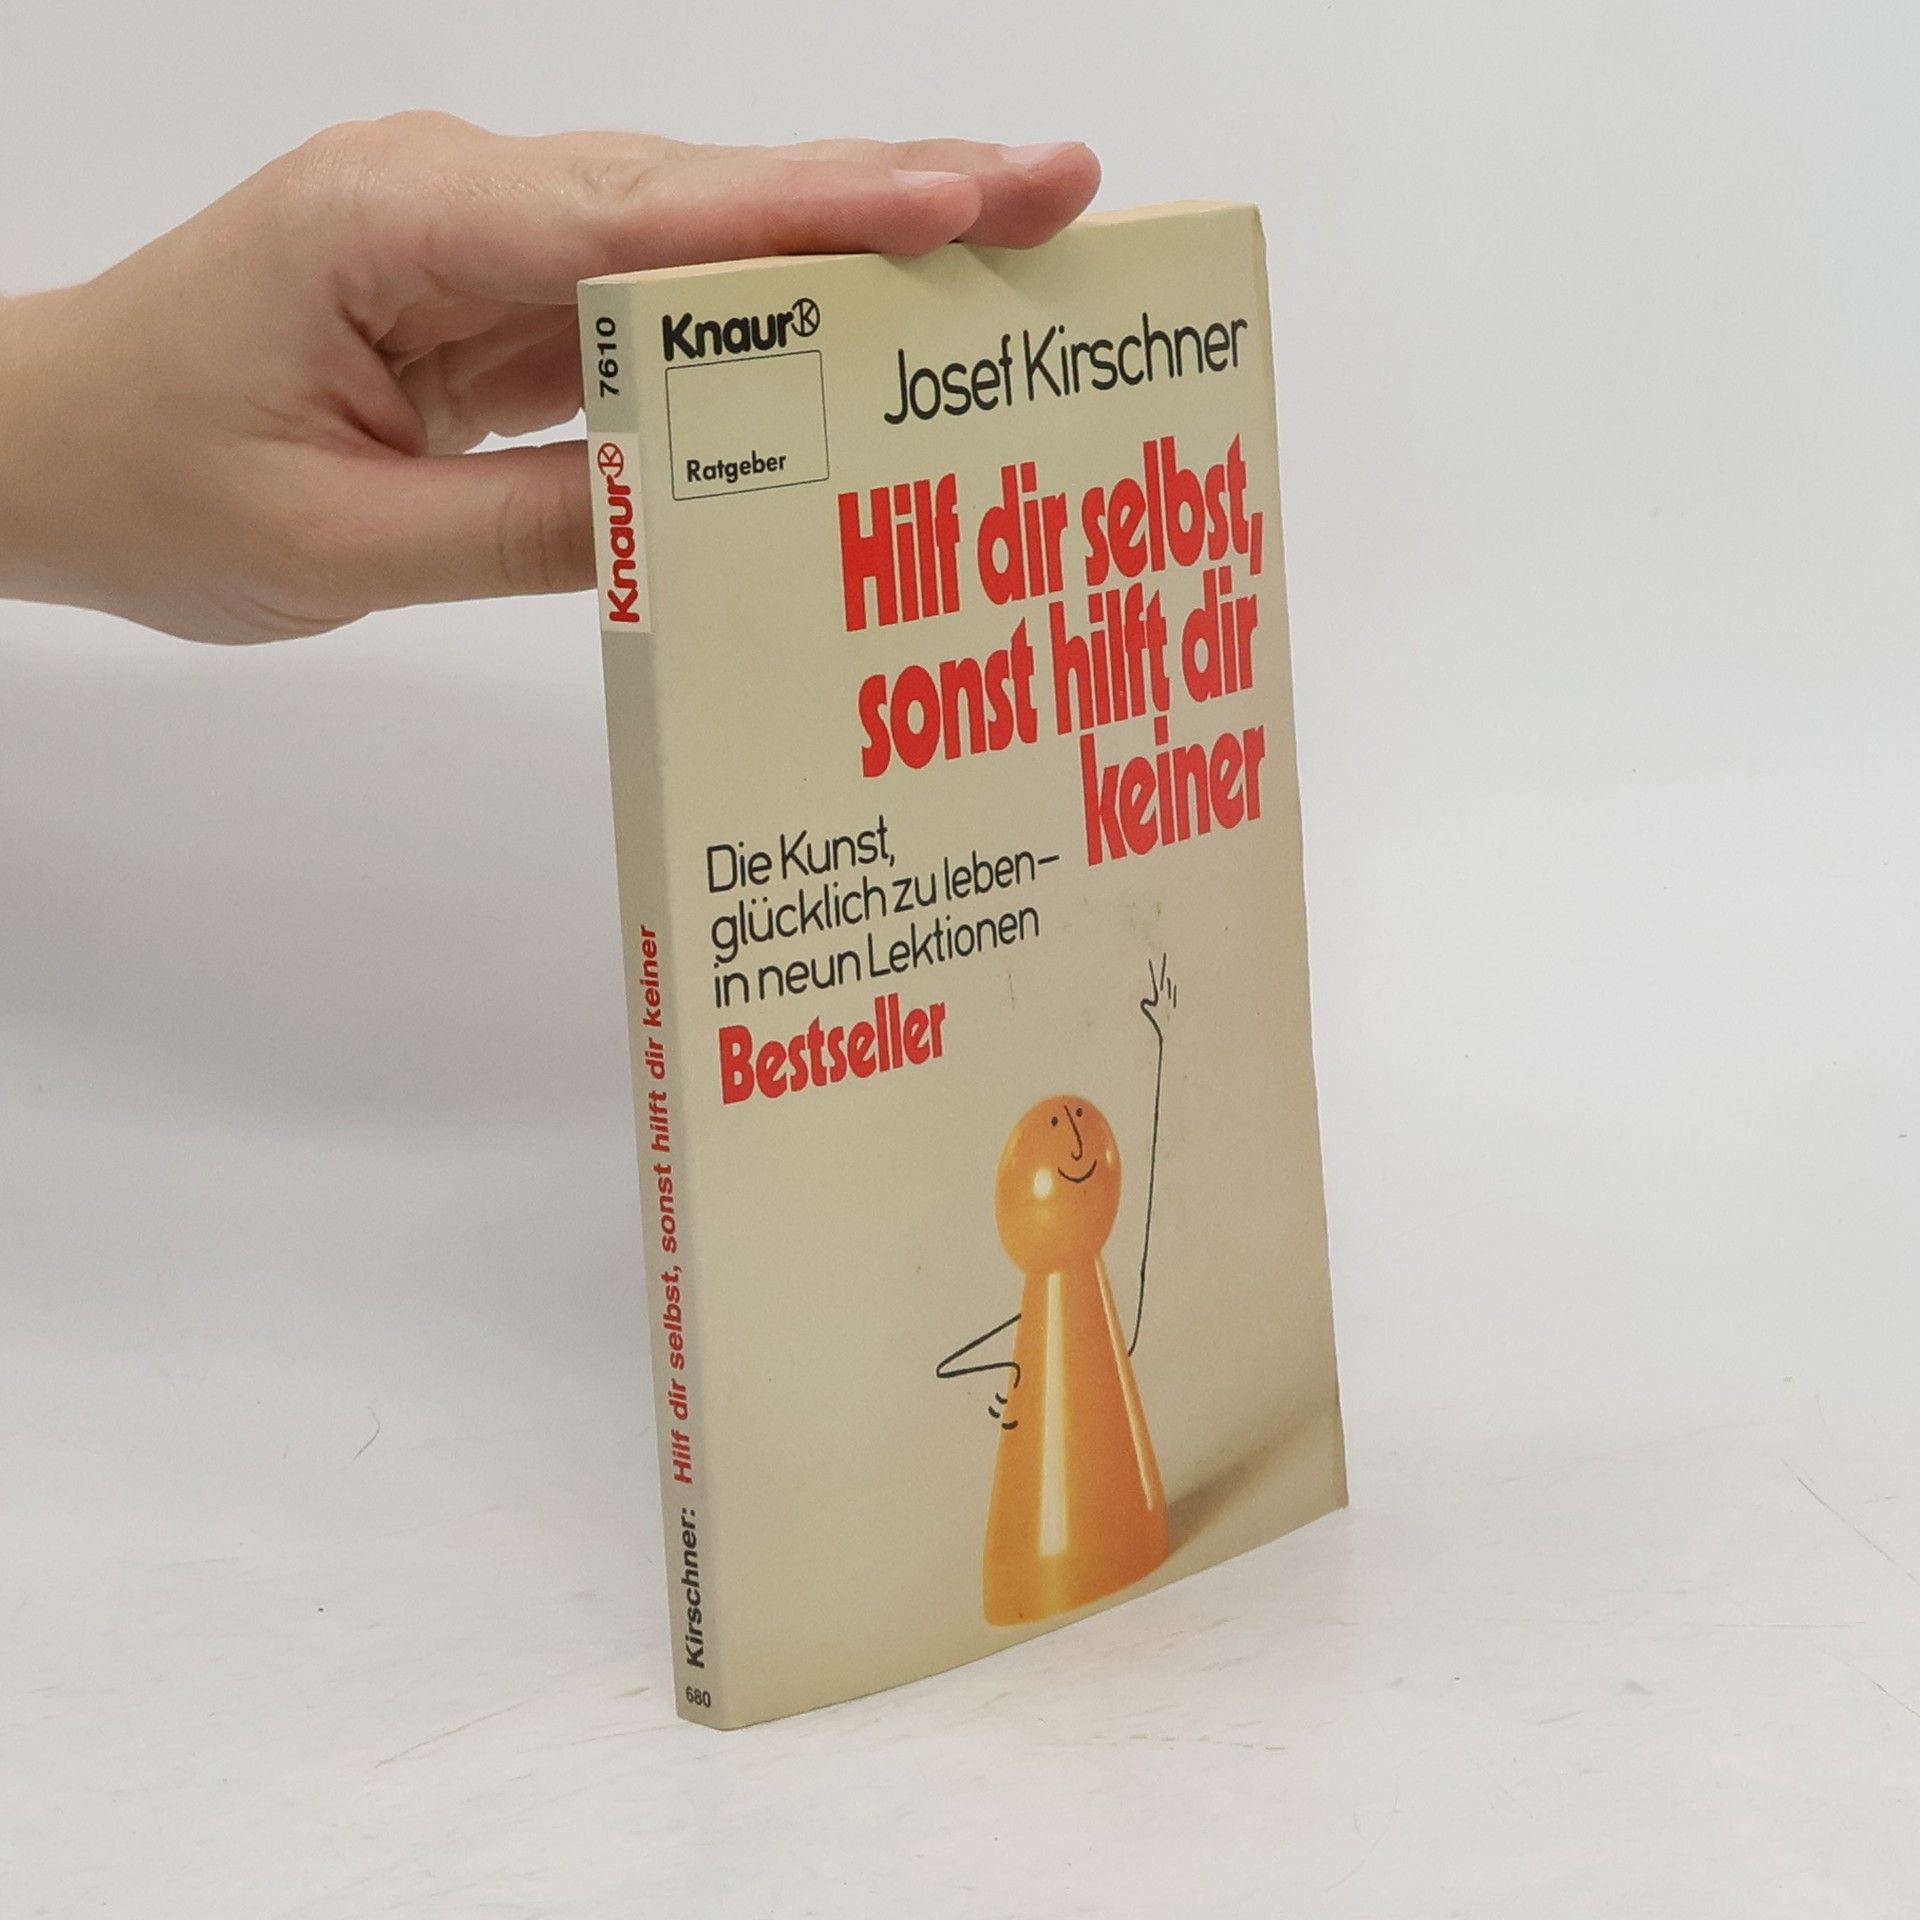 Knaur
Ratgeber
Josef Kirschner
Hilf dir selbst,
sonst hilft dir
keiner
Die Kunst,
glücklich zu leben–
in neun Lektionen
Bestseller
7610
Knaur
Kirschner: Hilf dir selbst, sonst hilft dir keiner
680